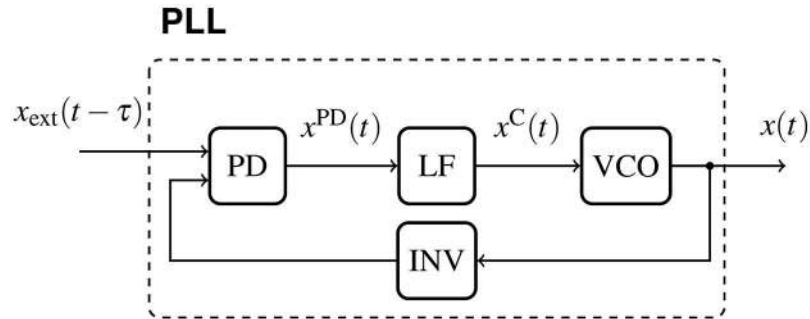 PLL
x_ext(t − τ)
x^PD(t)
x^C(t)
x(t)
PD
LF
VCO
INV